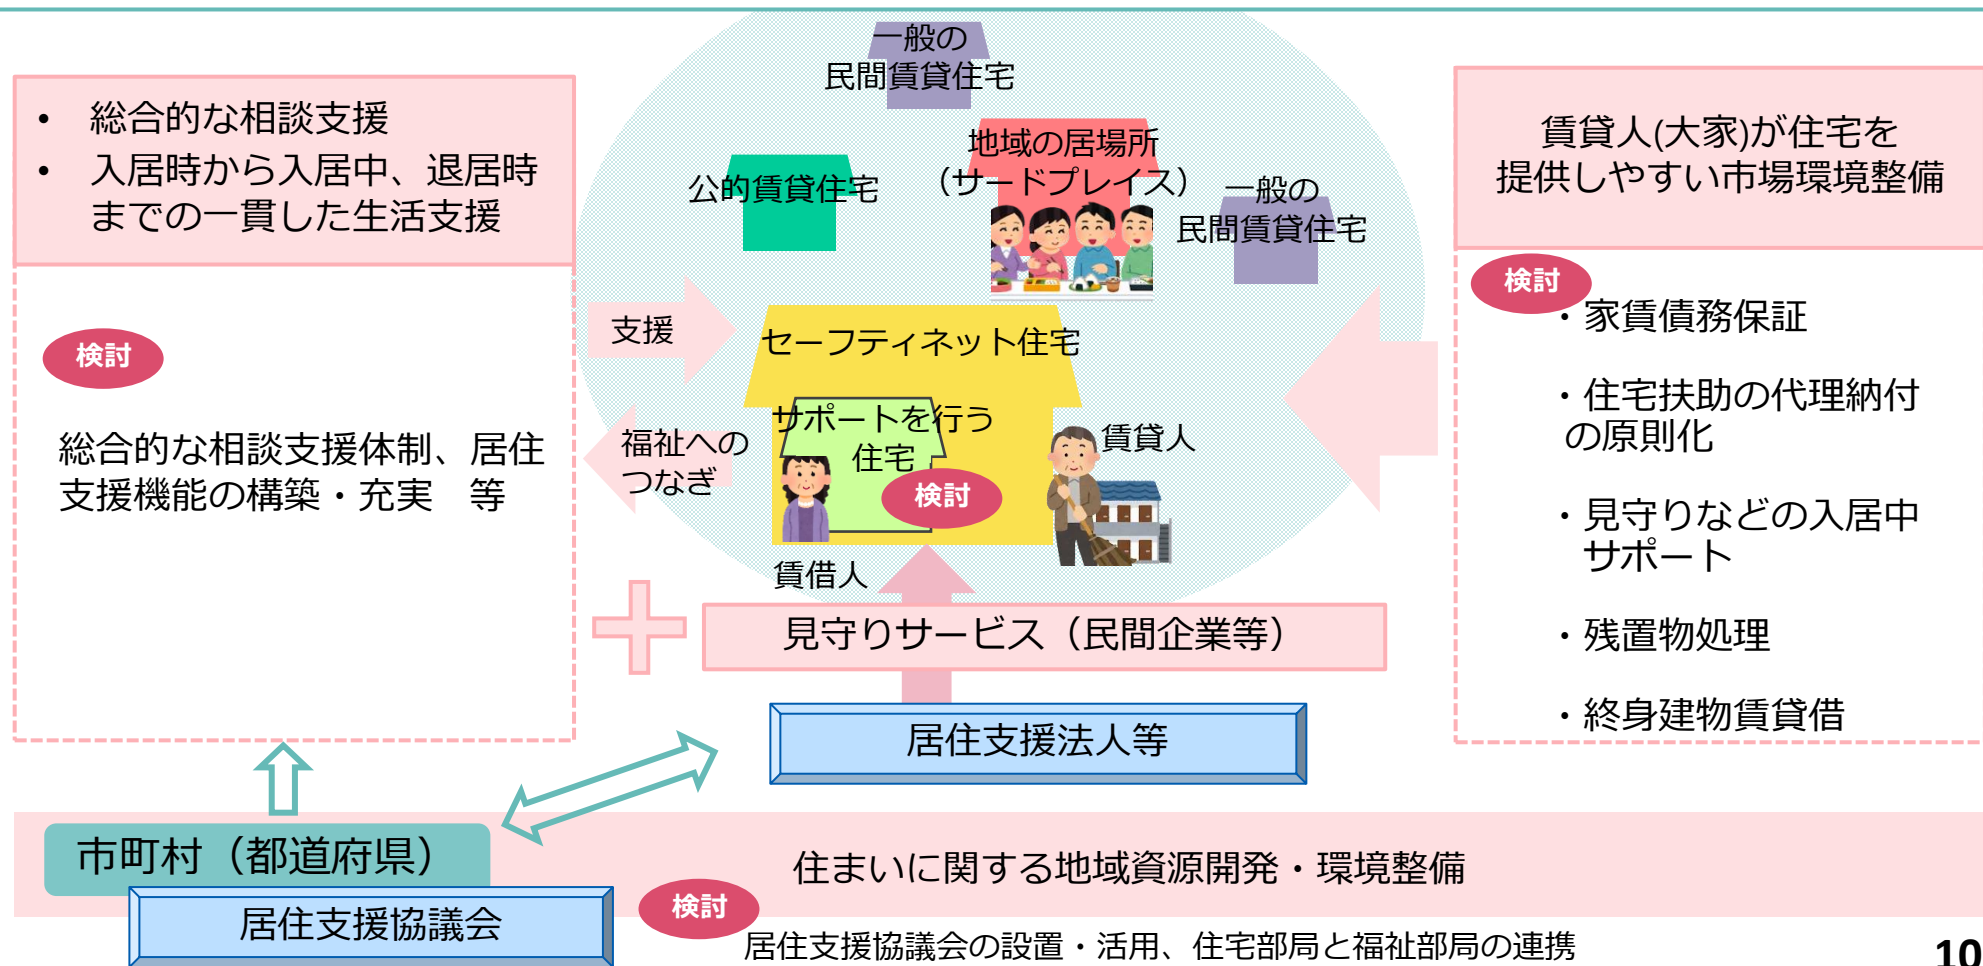 • 総合的な相談支援
• 入居時から入居中、退居時
までの一貫した生活支援
検討
総合的な相談支援体制、居住
支援機能の構築・充実　等
一般の
民間賃貸住宅
地域の居場所
（サードプレイス）
公的賃貸住宅
一般の
民間賃貸住宅
支援
セーフティネット住宅
サポートを行う
住宅
検討
福祉への
つなぎ
賃貸人
賃借人
見守りサービス（民間企業等）
居住支援法人等
賃貸人(大家)が住宅を
提供しやすい市場環境整備
検討
・家賃債務保証
・住宅扶助の代理納付
の原則化
・見守りなどの入居中
サポート
・残置物処理
・終身建物賃貸借
市町村（都道府県）
居住支援協議会
住まいに関する地域資源開発・環境整備
検討
居住支援協議会の設置・活用、住宅部局と福祉部局の連携
10